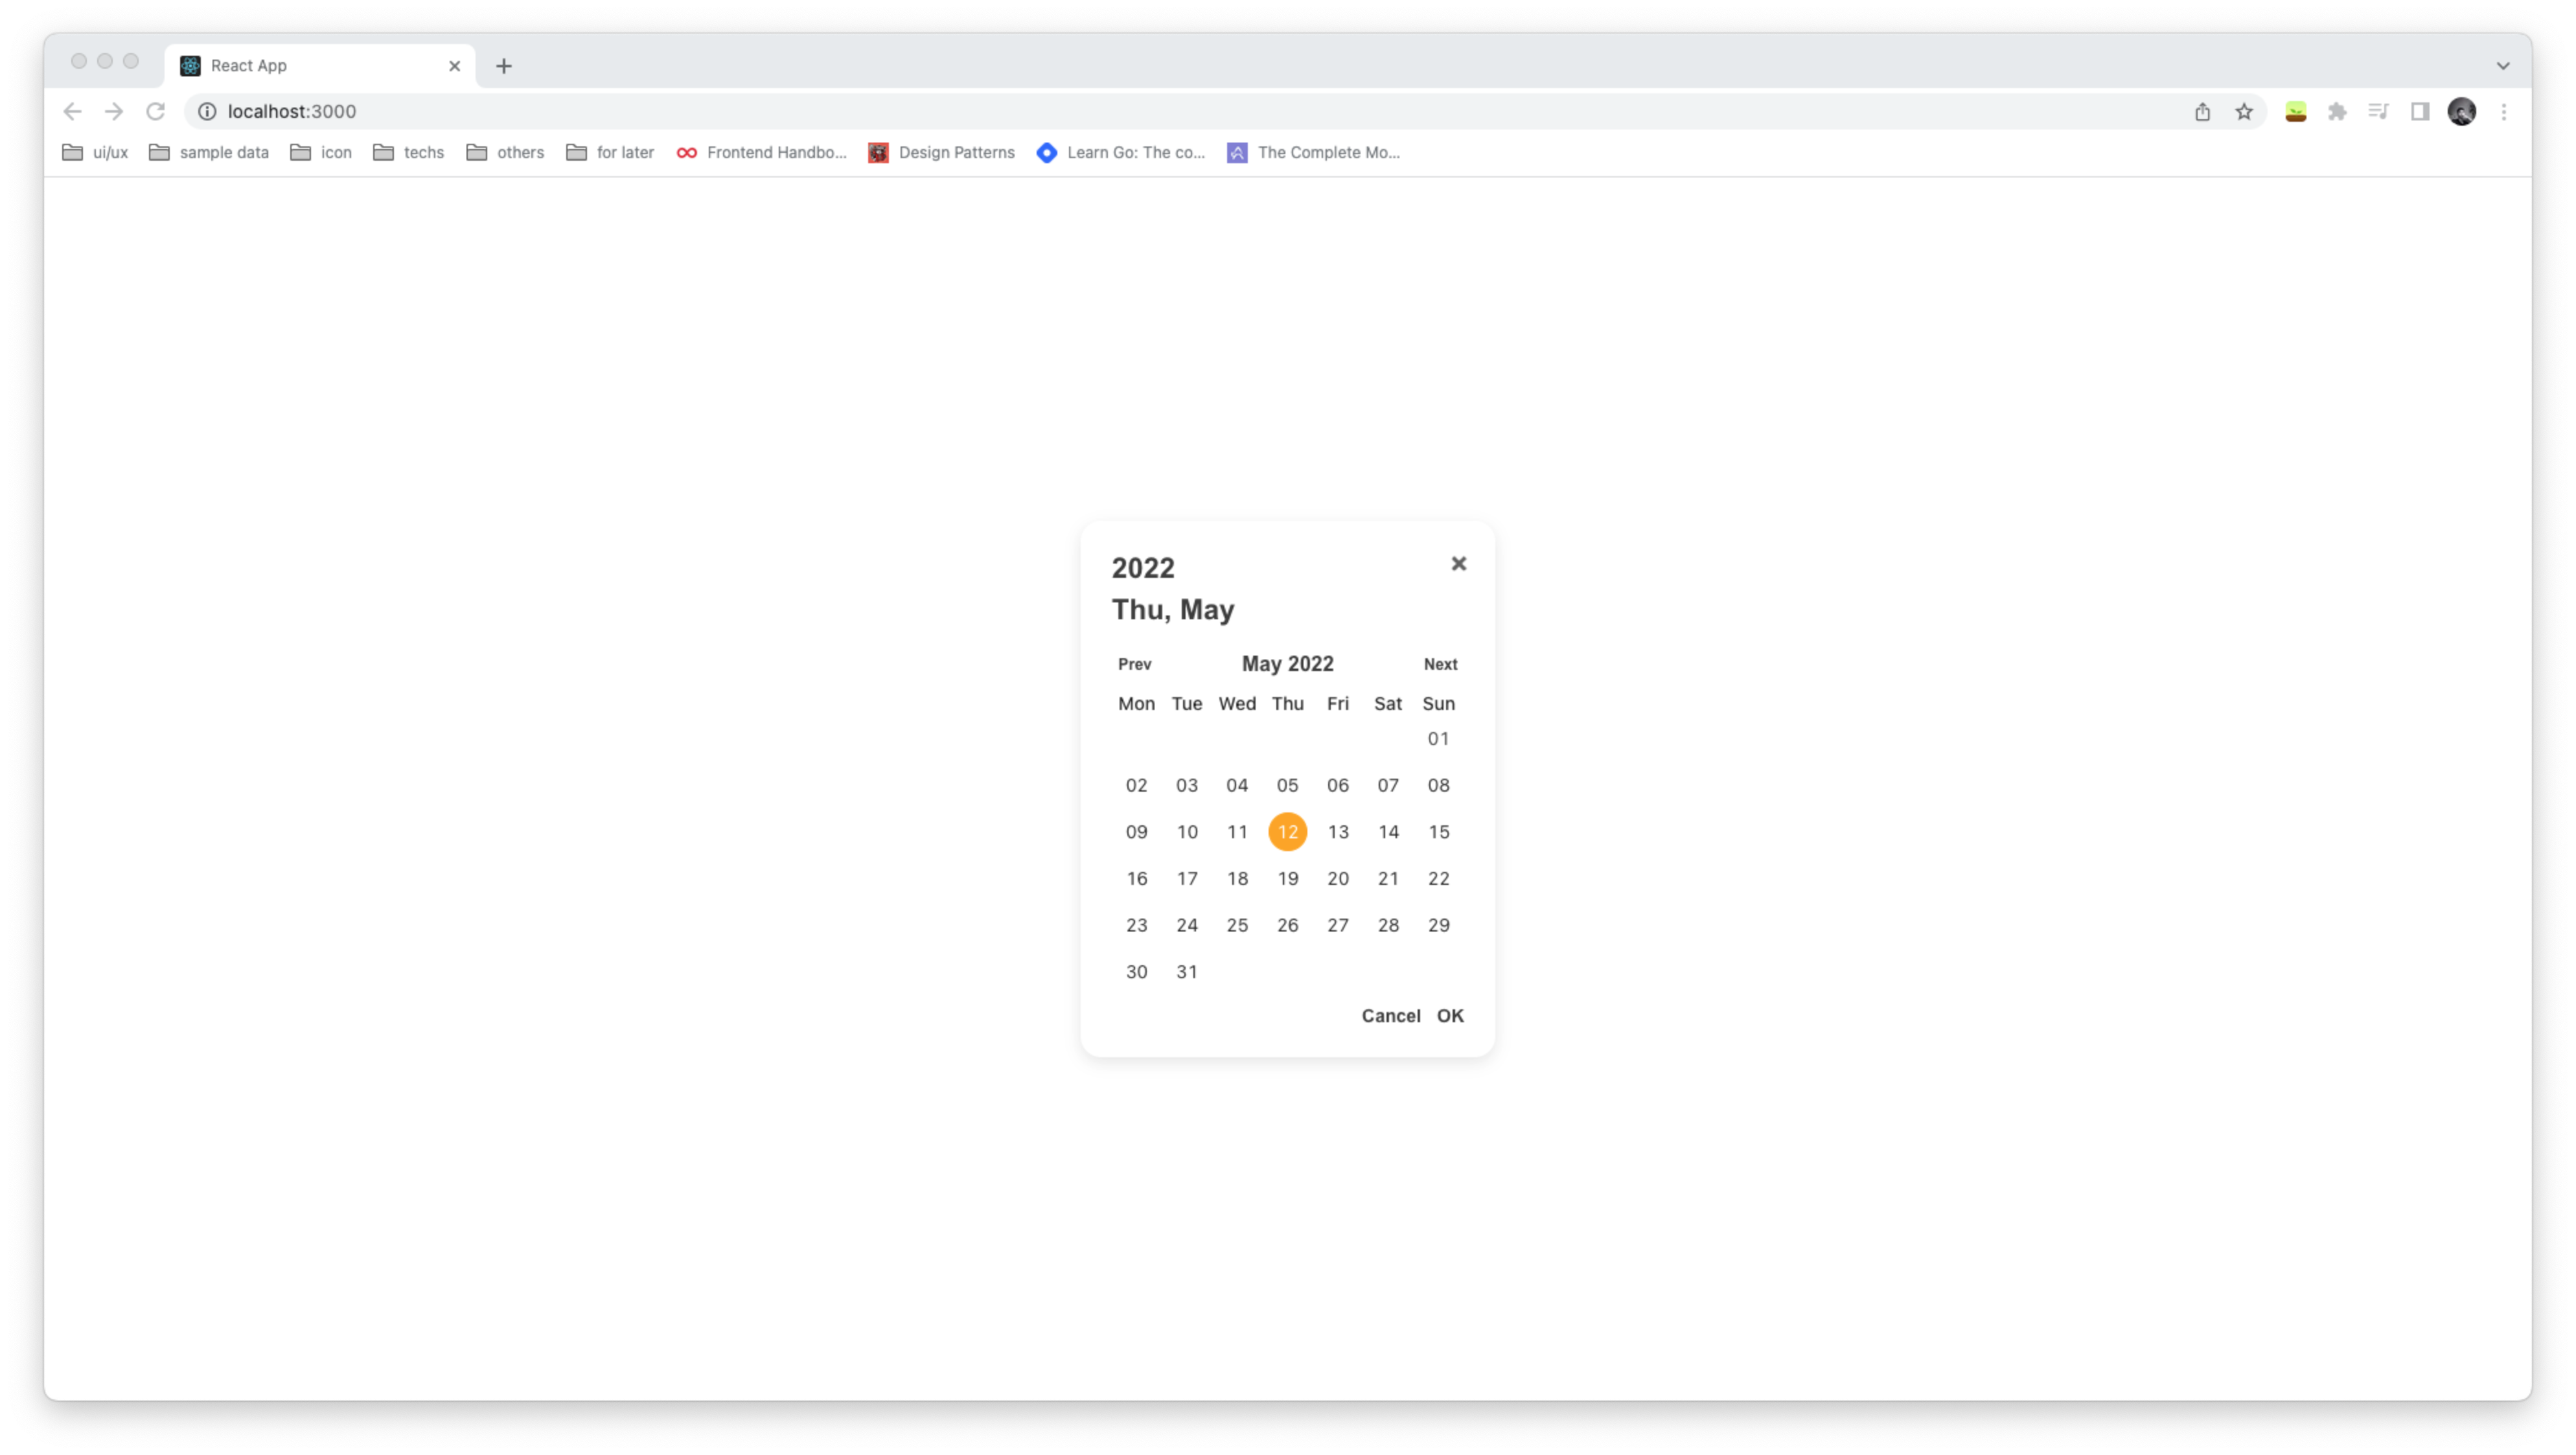 React App
localhost:3000
ui/ux sample data icon techs others for later Frontend Handbo... Design Patterns Learn Go: The co... The Complete Mo...
2022
Thu, May
Prev May 2022 Next
Mon Tue Wed Thu Fri Sat Sun
01
02 03 04 05 06 07 08
09 10 11 12 13 14 15
16 17 18 19 20 21 22
23 24 25 26 27 28 29
30 31
Cancel OK